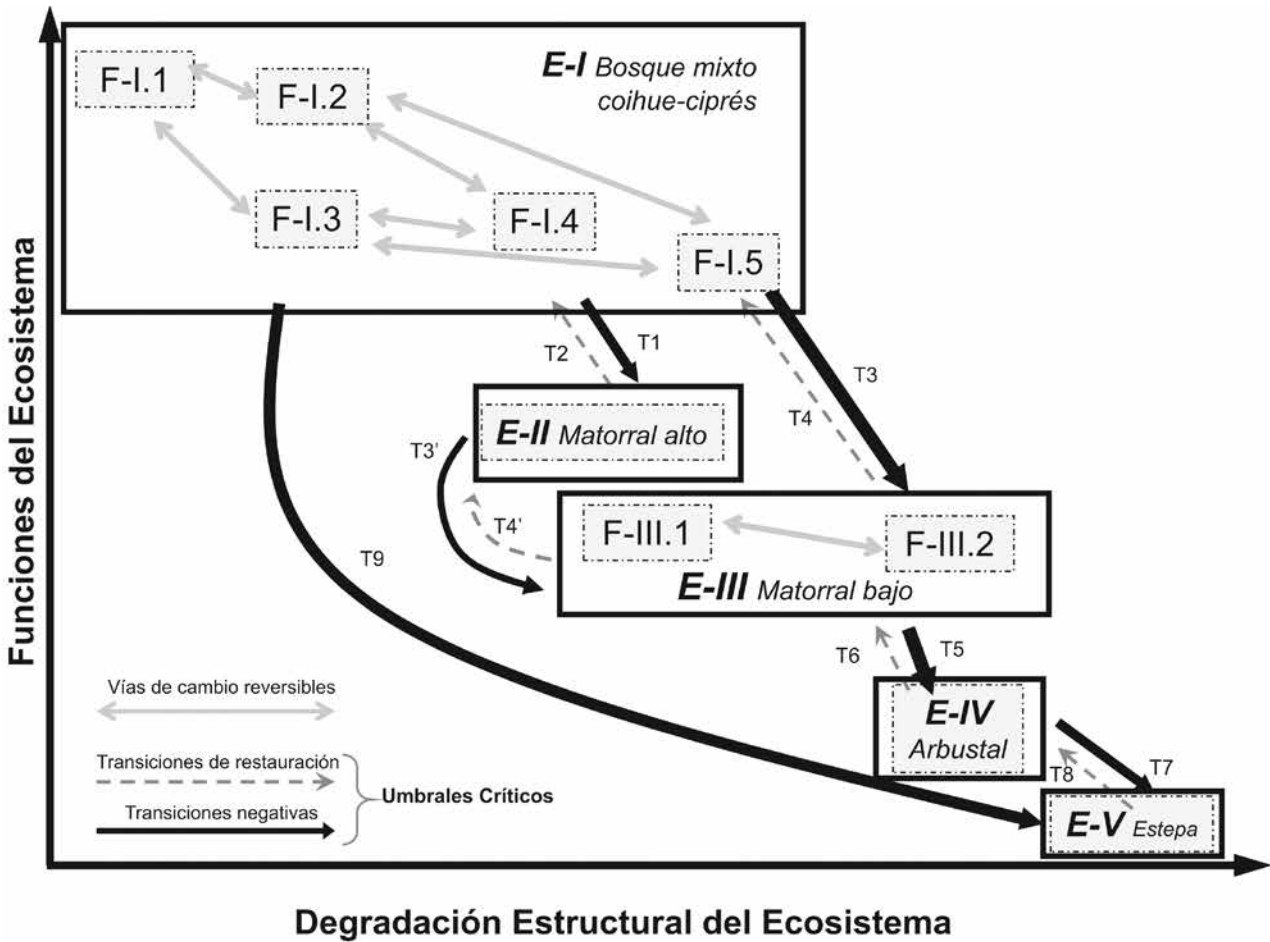 Funciones del Ecosistema
F-I.1
F-I.2
E-I Bosque mixto
coihue-ciprés
F-I.3
F-I.4
F-I.5
T2
T1
T3
T4
E-II Matorral alto
T3'
T4'
F-III.1
F-III.2
E-III Matorral bajo
T9
T6
T5
E-IV
Arbustal
T8
T7
E-V Estepa
Vías de cambio reversibles
Transiciones de restauración
Transiciones negativas
Umbrales Críticos
Degradación Estructural del Ecosistema